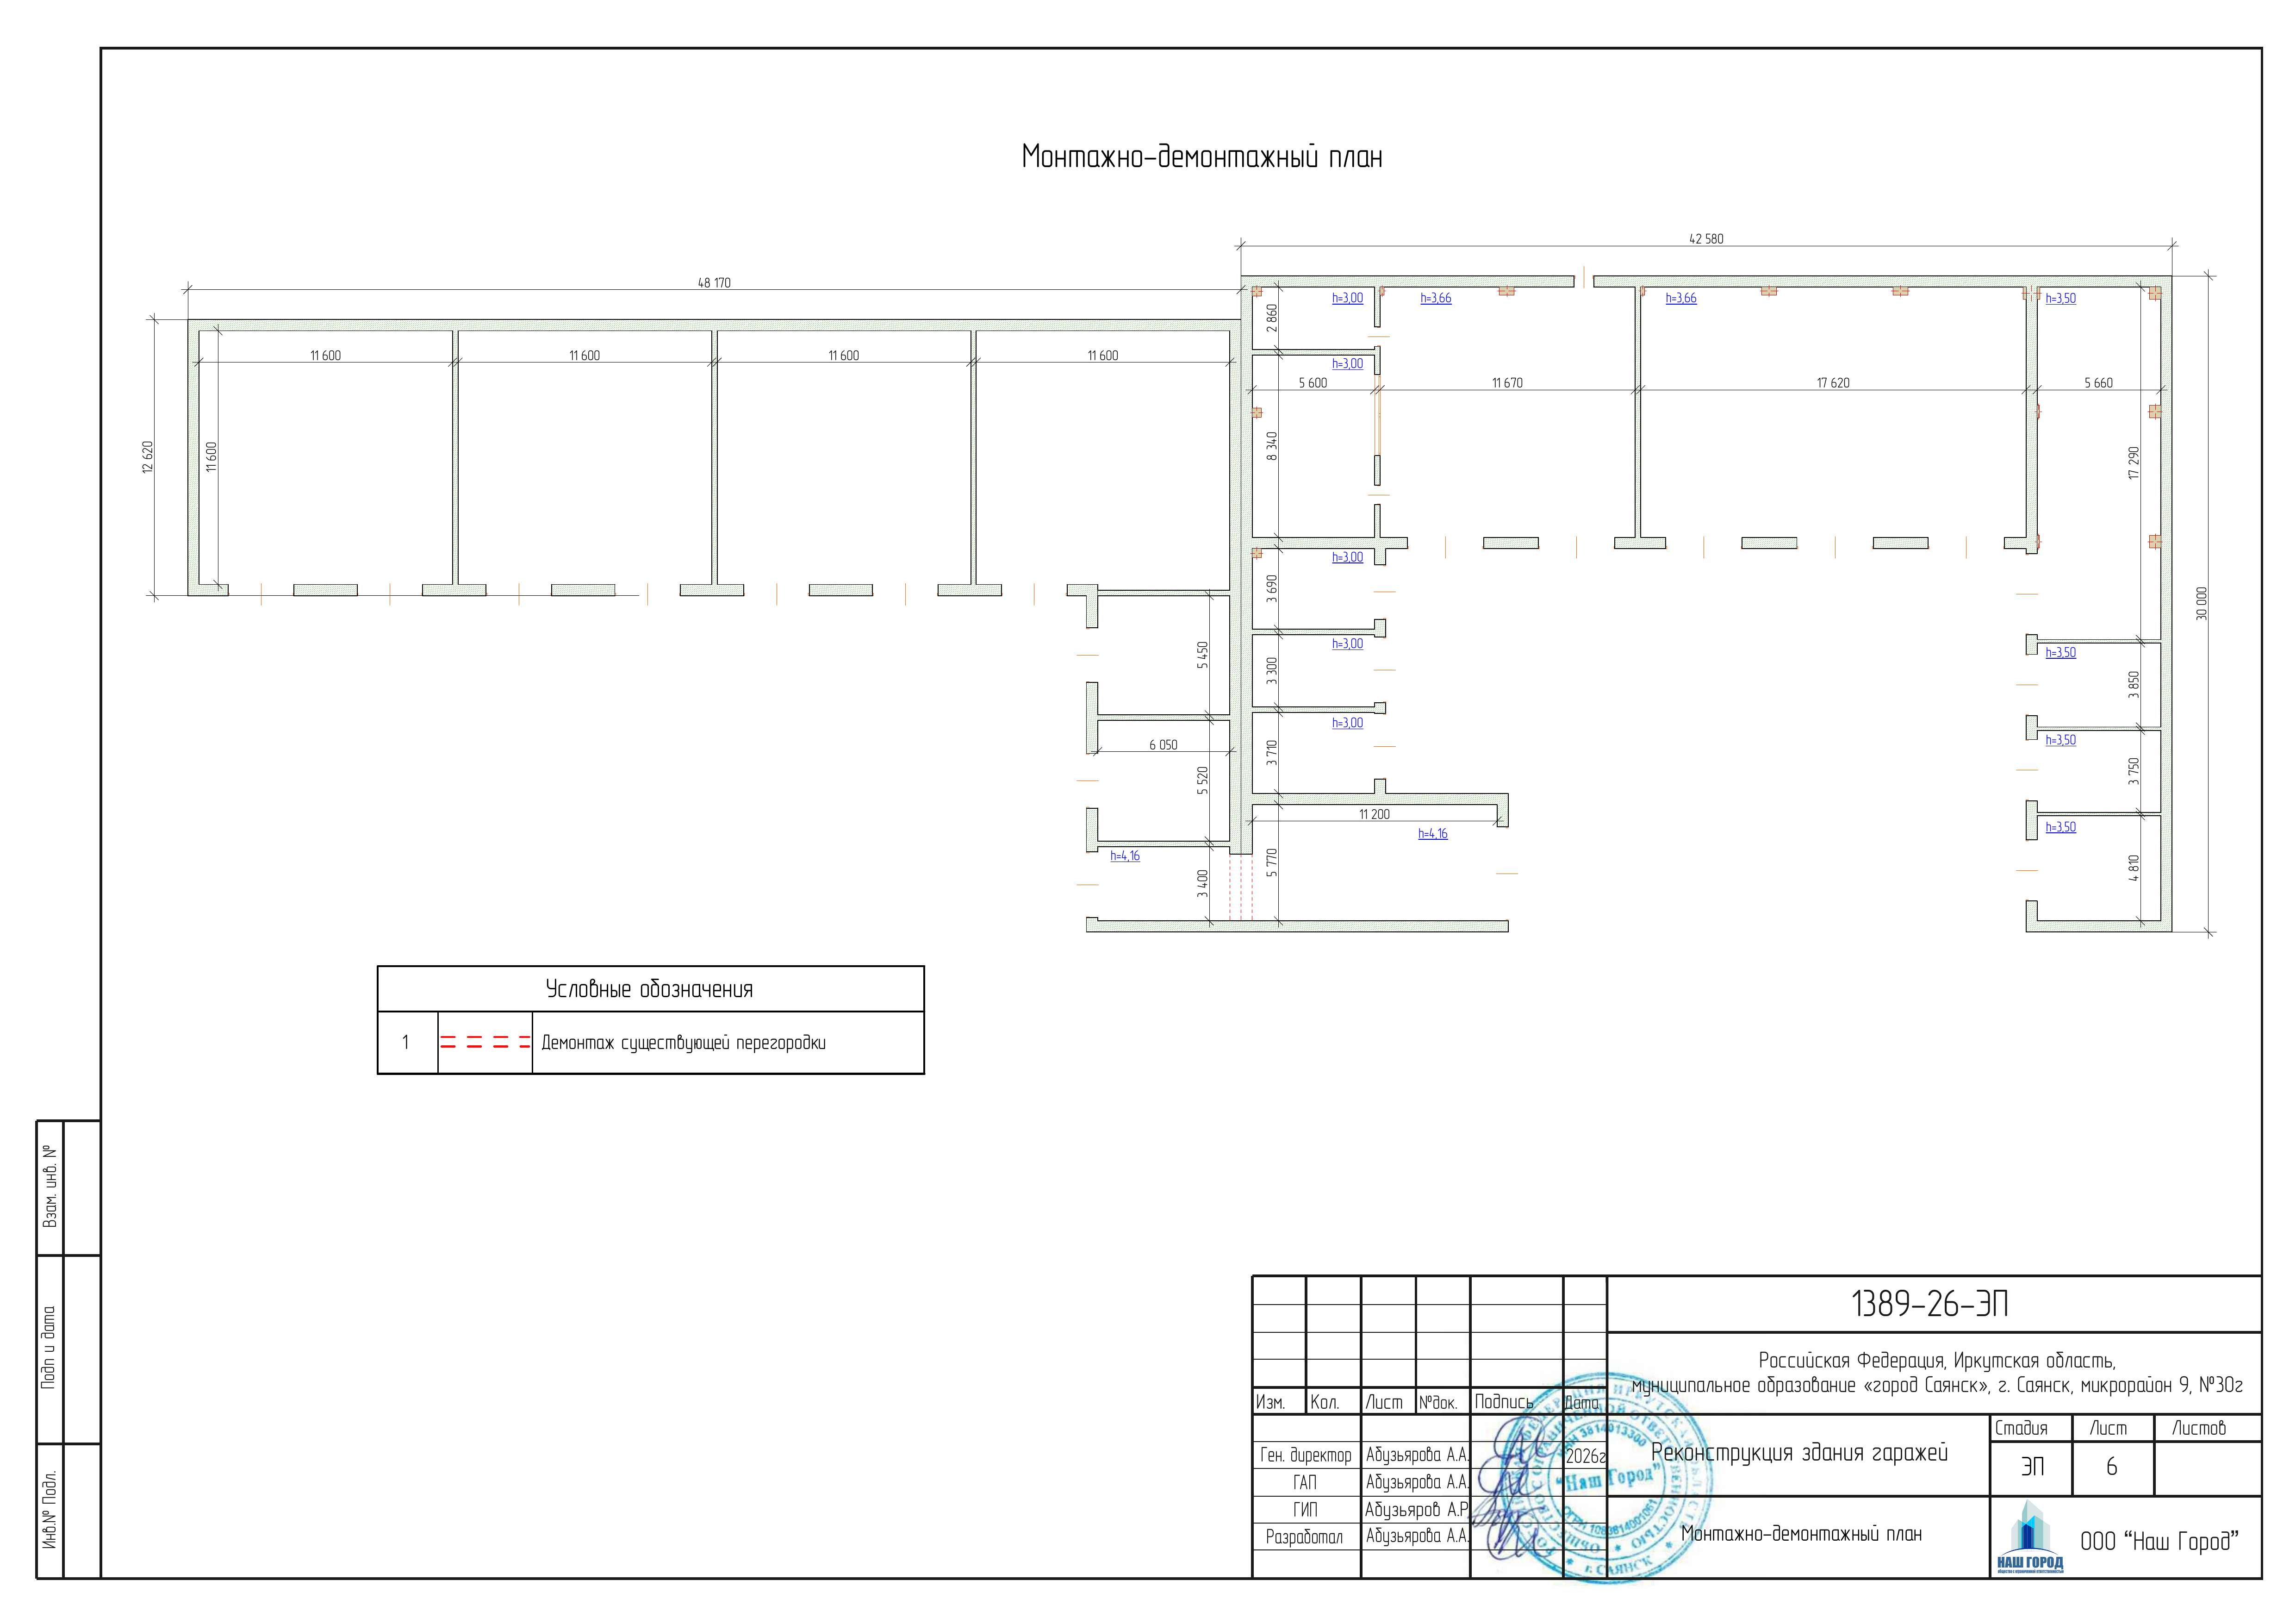 Монтажно-демонтажный план
42 580
48 170
h=3,00
h=3,66
h=3,66
h=3,50
2 860
11 600
11 600
11 600
11 600
h=3,00
5 600
11 670
17 620
5 660
12 620
11 600
8 340
17 290
h=3,00
3 690
30 000
h=3,00
5 450
3 300
h=3,50
3 850
h=3,00
6 050
3 710
h=3,50
5 520
3 750
11 200
h=4,16
h=3,50
h=4,16
5 770
3 400
4 810
Условные обозначения
1 Демонтаж существующей перегородки
Взам. инв. №
Подп и дата
Инв.№ Подл.
1389-26-ЭП
Российская Федерация, Иркутская область,
муниципальное образование «город Саянск», г. Саянск, микрорайон 9, №30г
Изм. Кол. Лист №док. Подпись Дата
Реконструкция здания гаражей
Стадия Лист Листов
ЭП 6
Ген. директор Абузьярова А.А. 2026г
ГАП Абузьярова А.А.
ГИП Абузьяров А.Р.
Разработал Абузьярова А.А.
Монтажно-демонтажный план
НАШ ГОРОД
ООО “Наш Город”
“Наш Город”
г. САЯНСК